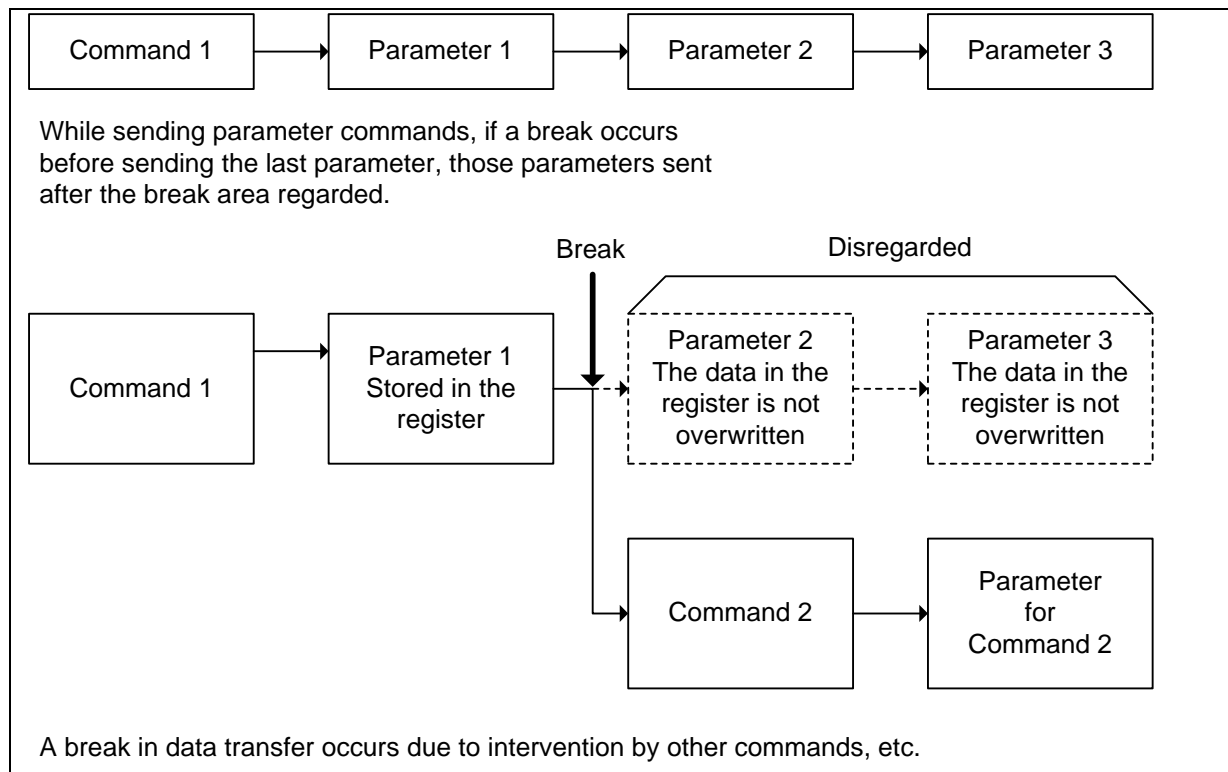 Command 1
Parameter 1
Parameter 2
Parameter 3
While sending parameter commands, if a break occurs
before sending the last parameter, those parameters sent
after the break area regarded.
Break
Disregarded
Command 1
Parameter 1
Stored in the
register
Parameter 2
The data in the
register is not
overwritten
Parameter 3
The data in the
register is not
overwritten
Command 2
Parameter
for
Command 2
A break in data transfer occurs due to intervention by other commands, etc.